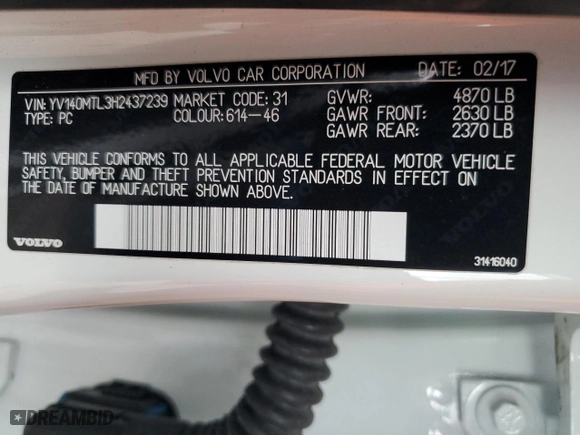 MFD BY VOLVO CAR CORPORATION DATE: 02/17
VIN: YV140MTL3H2437239 MARKET CODE: 31 GVWR: 4870 LB
TYPE: PC COLOUR: 614-46 GAWR FRONT: 2630 LB
GAWR REAR: 2370 LB
THIS VEHICLE CONFORMS TO ALL APPLICABLE FEDERAL MOTOR VEHICLE
SAFETY, BUMPER AND THEFT PREVENTION STANDARDS IN EFFECT ON
THE DATE OF MANUFACTURE SHOWN ABOVE.
VOLVO
31416040
VOLVO
DREAMBID